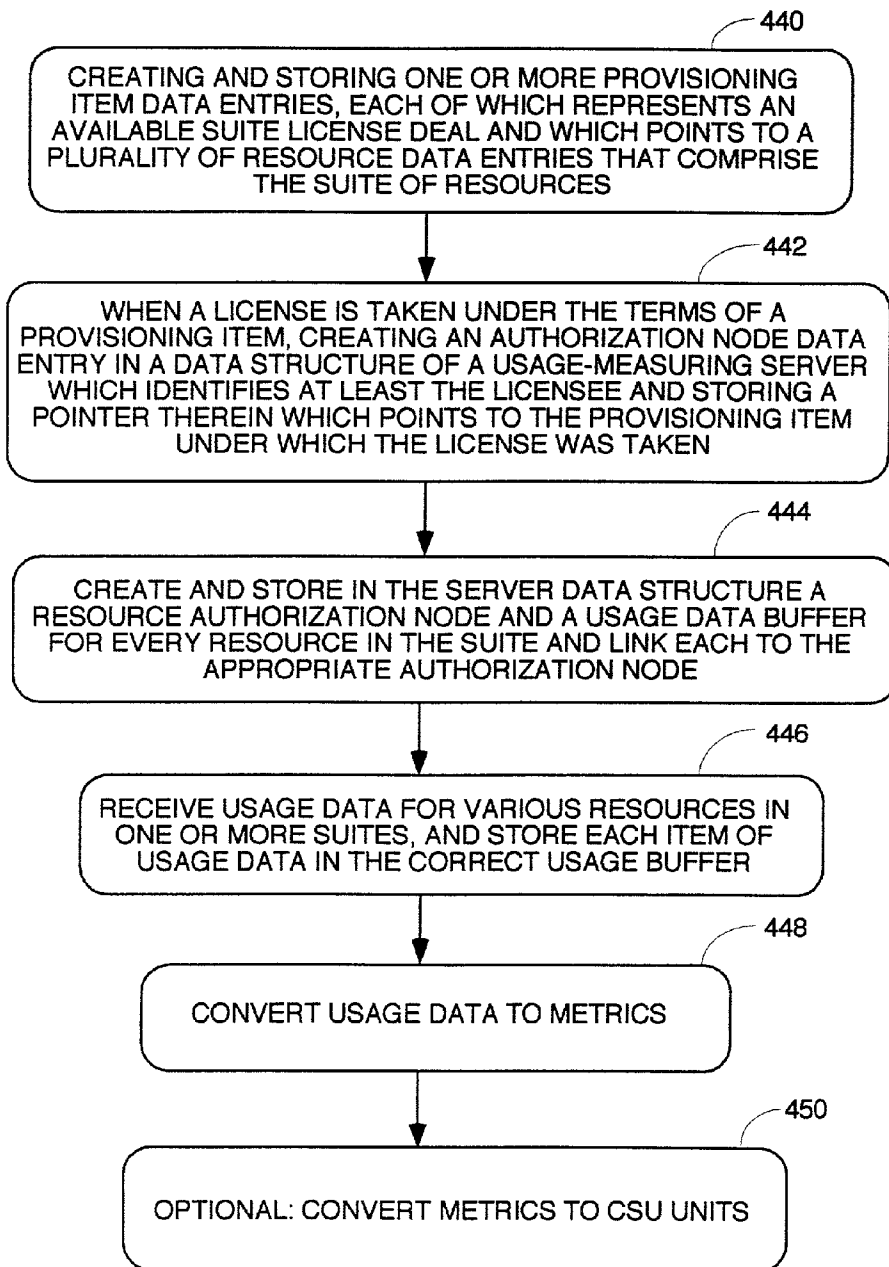 440
CREATING AND STORING ONE OR MORE PROVISIONING
ITEM DATA ENTRIES, EACH OF WHICH REPRESENTS AN
AVAILABLE SUITE LICENSE DEAL AND WHICH POINTS TO A
PLURALITY OF RESOURCE DATA ENTRIES THAT COMPRISE
THE SUITE OF RESOURCES
442
WHEN A LICENSE IS TAKEN UNDER THE TERMS OF A
PROVISIONING ITEM, CREATING AN AUTHORIZATION NODE DATA
ENTRY IN A DATA STRUCTURE OF A USAGE-MEASURING SERVER
WHICH IDENTIFIES AT LEAST THE LICENSEE AND STORING A
POINTER THEREIN WHICH POINTS TO THE PROVISIONING ITEM
UNDER WHICH THE LICENSE WAS TAKEN
444
CREATE AND STORE IN THE SERVER DATA STRUCTURE A
RESOURCE AUTHORIZATION NODE AND A USAGE DATA BUFFER
FOR EVERY RESOURCE IN THE SUITE AND LINK EACH TO THE
APPROPRIATE AUTHORIZATION NODE
446
RECEIVE USAGE DATA FOR VARIOUS RESOURCES IN
ONE OR MORE SUITES, AND STORE EACH ITEM OF
USAGE DATA IN THE CORRECT USAGE BUFFER
448
CONVERT USAGE DATA TO METRICS
450
OPTIONAL: CONVERT METRICS TO CSU UNITS